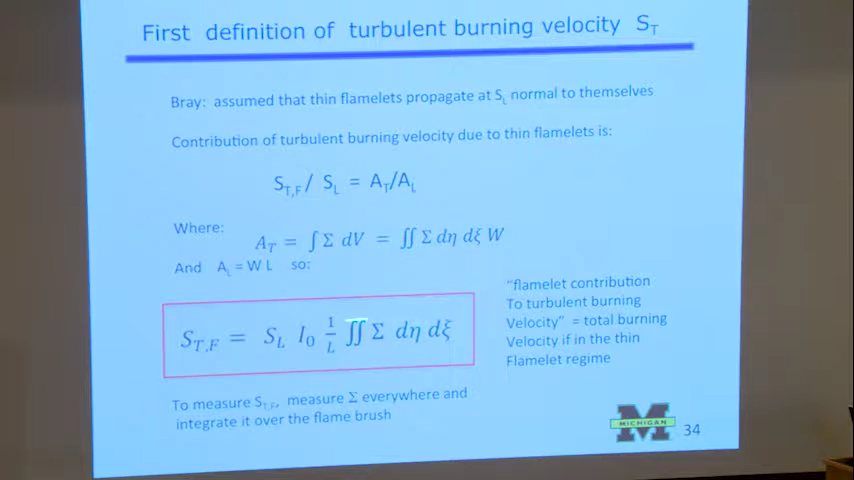 First definition of turbulent burning velocity S_T
Bray: assumed that thin flamelets propagate at S_L normal to themselves
Contribution of turbulent burning velocity due to thin flamelets is:
S_T,F / S_L = A_T/A_L
Where:
A_T = ∫ Σ dV = ∬ Σ dη dξ W
And A_L = W L so:
S_T,F = S_L I_0 1/L ∬ Σ dη dξ
"flamelet contribution
To turbulent burning
Velocity" = total burning
Velocity if in the thin
Flamelet regime
To measure S_T,F, measure Σ everywhere and
integrate it over the flame brush
M
MICHIGAN
34